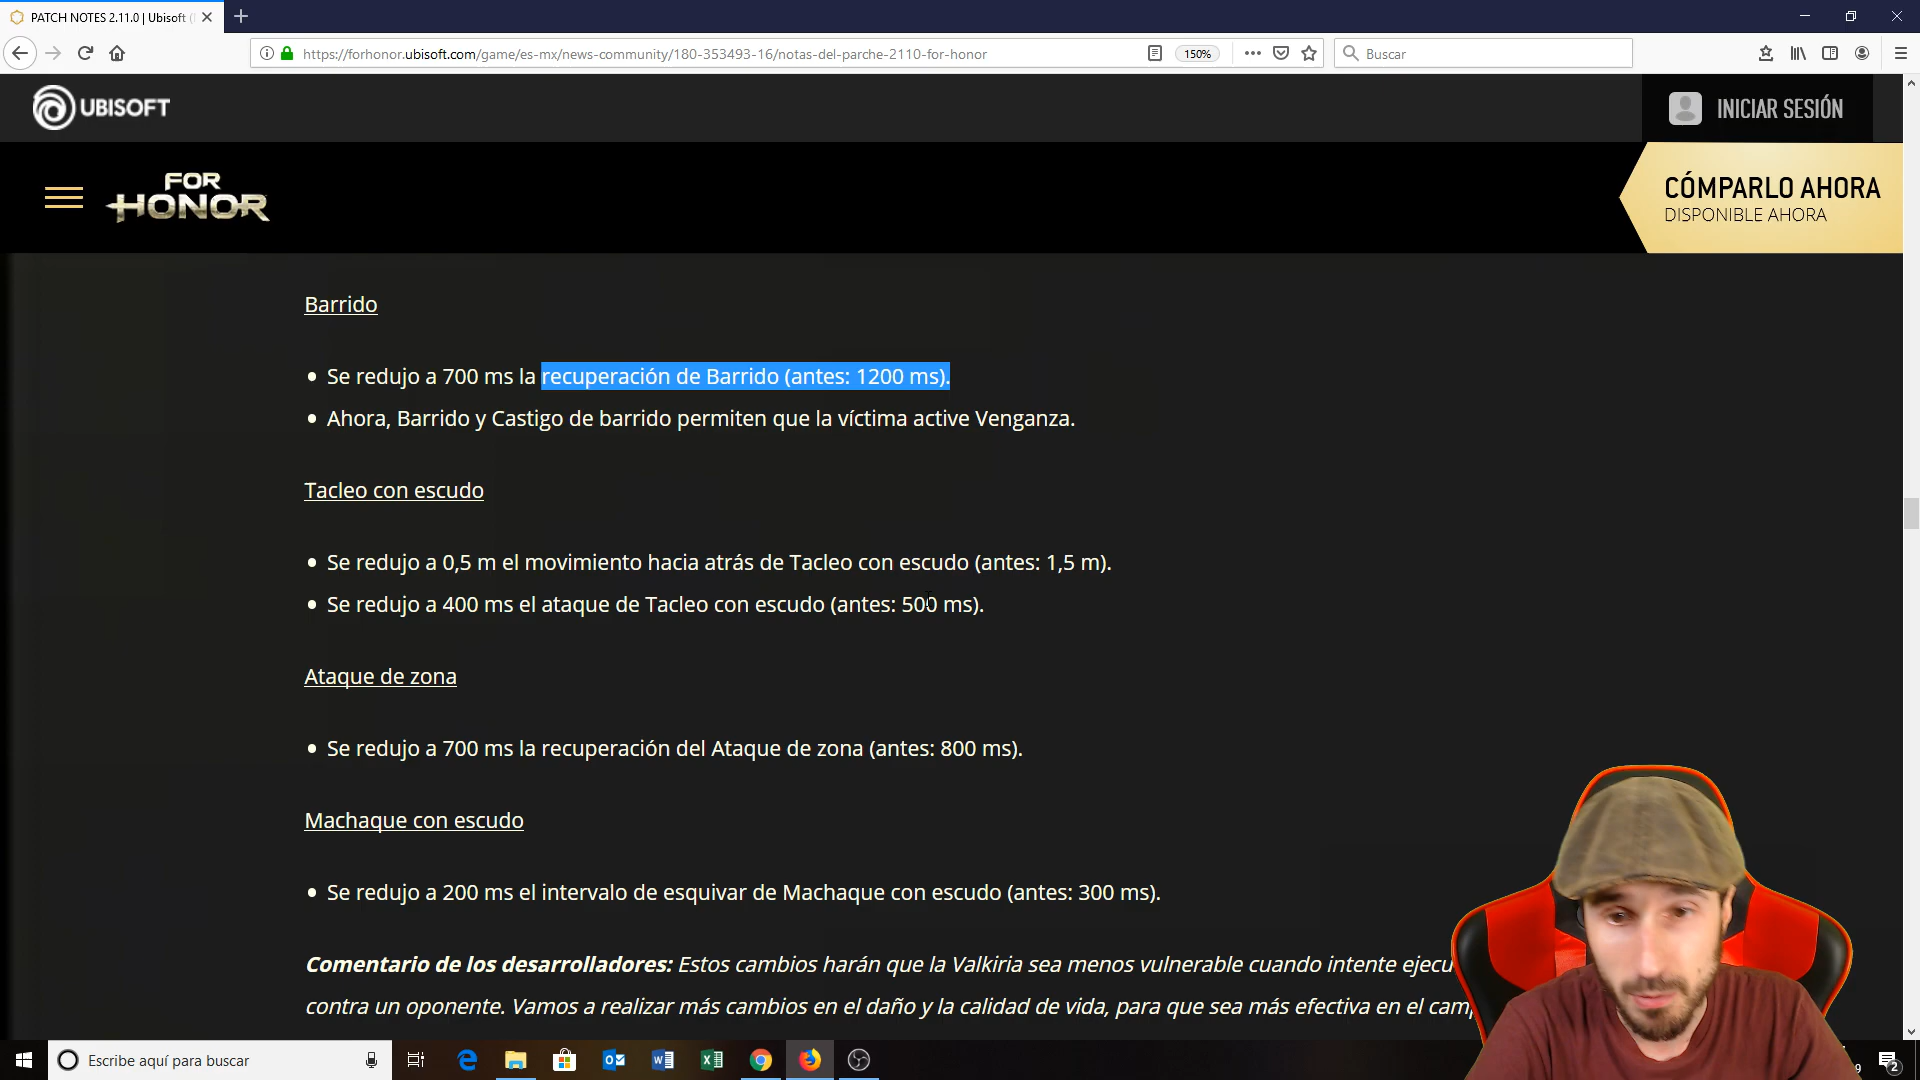 PATCH NOTES 2.11.0 | Ubisoft (
https://forhonor.ubisoft.com/game/es-mx/news-community/180-353493-16/notas-del-parche-2110-for-honor
150%
Buscar
UBISOFT
INICIAR SESIÓN
FOR
HONOR
CÓMPARLO AHORA
DISPONIBLE AHORA
Barrido
Se redujo a 700 ms la recuperación de Barrido (antes: 1200 ms).
Ahora, Barrido y Castigo de barrido permiten que la víctima active Venganza.
Tacleo con escudo
Se redujo a 0,5 m el movimiento hacia atrás de Tacleo con escudo (antes: 1,5 m).
Se redujo a 400 ms el ataque de Tacleo con escudo (antes: 500 ms).
Ataque de zona
Se redujo a 700 ms la recuperación del Ataque de zona (antes: 800 ms).
Machaque con escudo
Se redujo a 200 ms el intervalo de esquivar de Machaque con escudo (antes: 300 ms).
Comentario de los desarrolladores: Estos cambios harán que la Valkiria sea menos vulnerable cuando intente ejecu
contra un oponente. Vamos a realizar más cambios en el daño y la calidad de vida, para que sea más efectiva en el camp
Escribe aquí para buscar
9
2